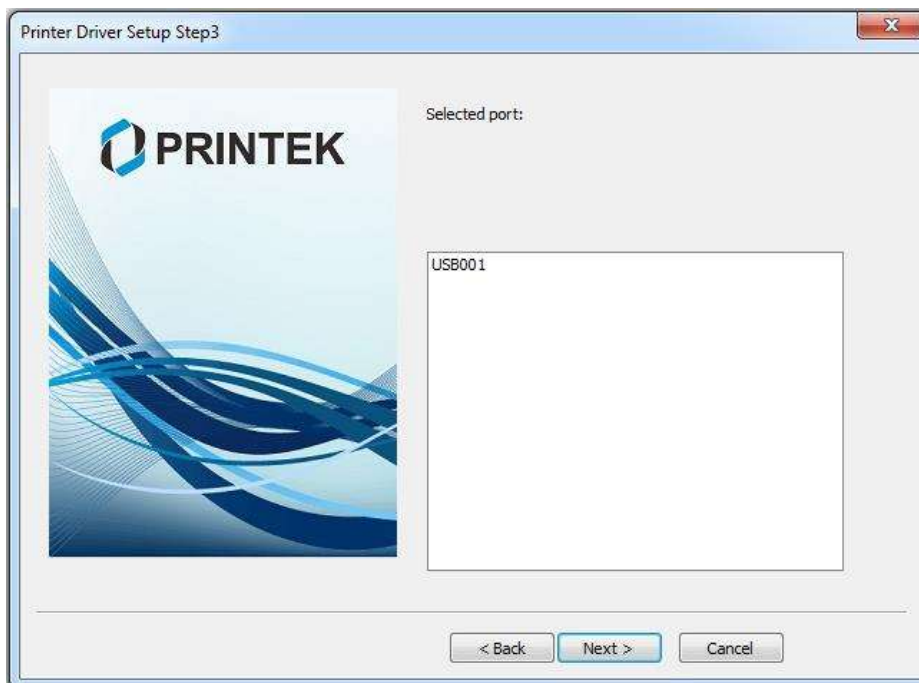 Printer Driver Setup Step3
PRINTEK
Selected port:
USB001
< Back Next > Cancel